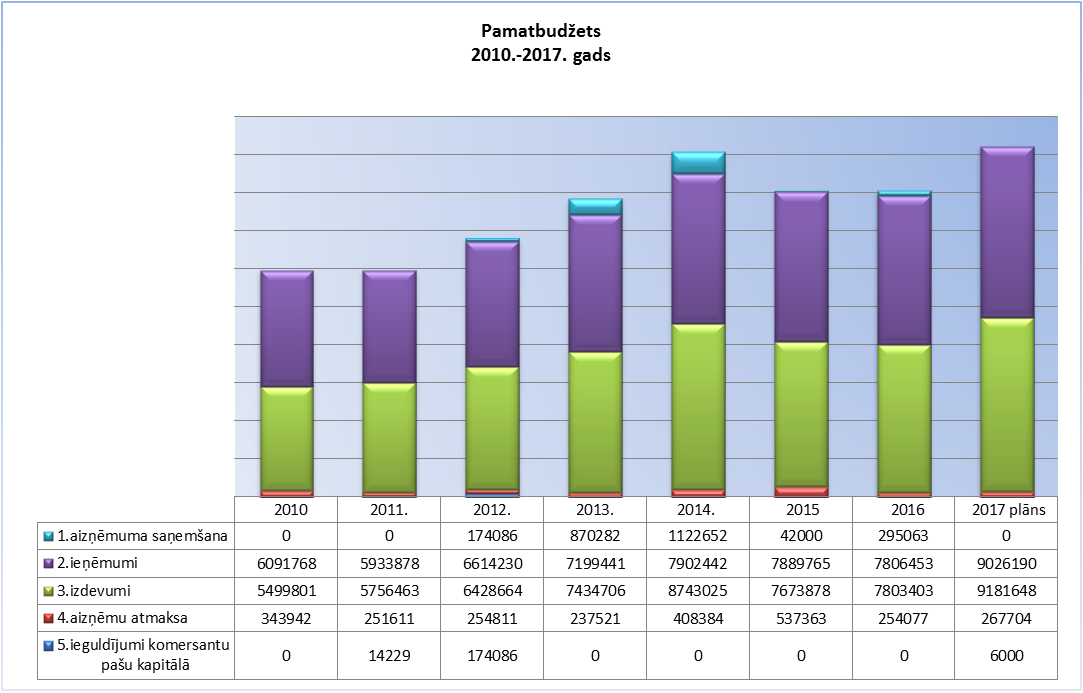 Pamatbudžets
2010.-2017. gads
2010 2011. 2012. 2013. 2014. 2015 2016 2017 plāns
1.aizņēmuma saņemšana 0 0 174086 870282 1122652 42000 295063 0
2.ieņēmumi 6091768 5933878 6614230 7199441 7902442 7889765 7806453 9026190
3.izdevumi 5499801 5756463 6428664 7434706 8743025 7673878 7803403 9181648
4.aizņēmu atmaksa 343942 251611 254811 237521 408384 537363 254077 267704
5.ieguldījumi komersantu
pašu kapitālā 0 14229 174086 0 0 0 0 6000